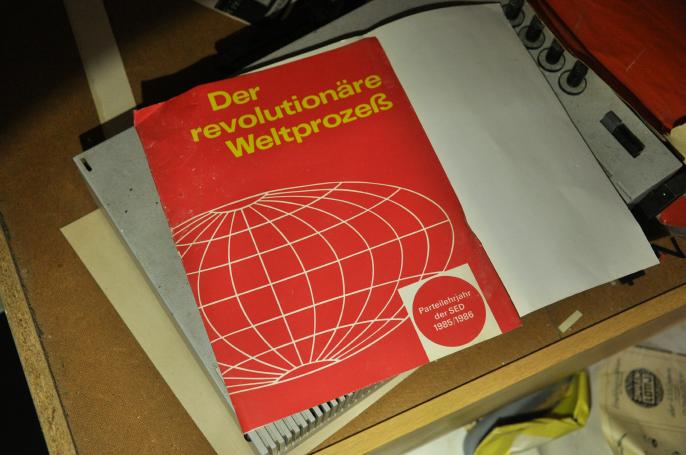 Der
revolutionäre
Weltprozeß
Parteilehrjahr
der SED
1985/1986